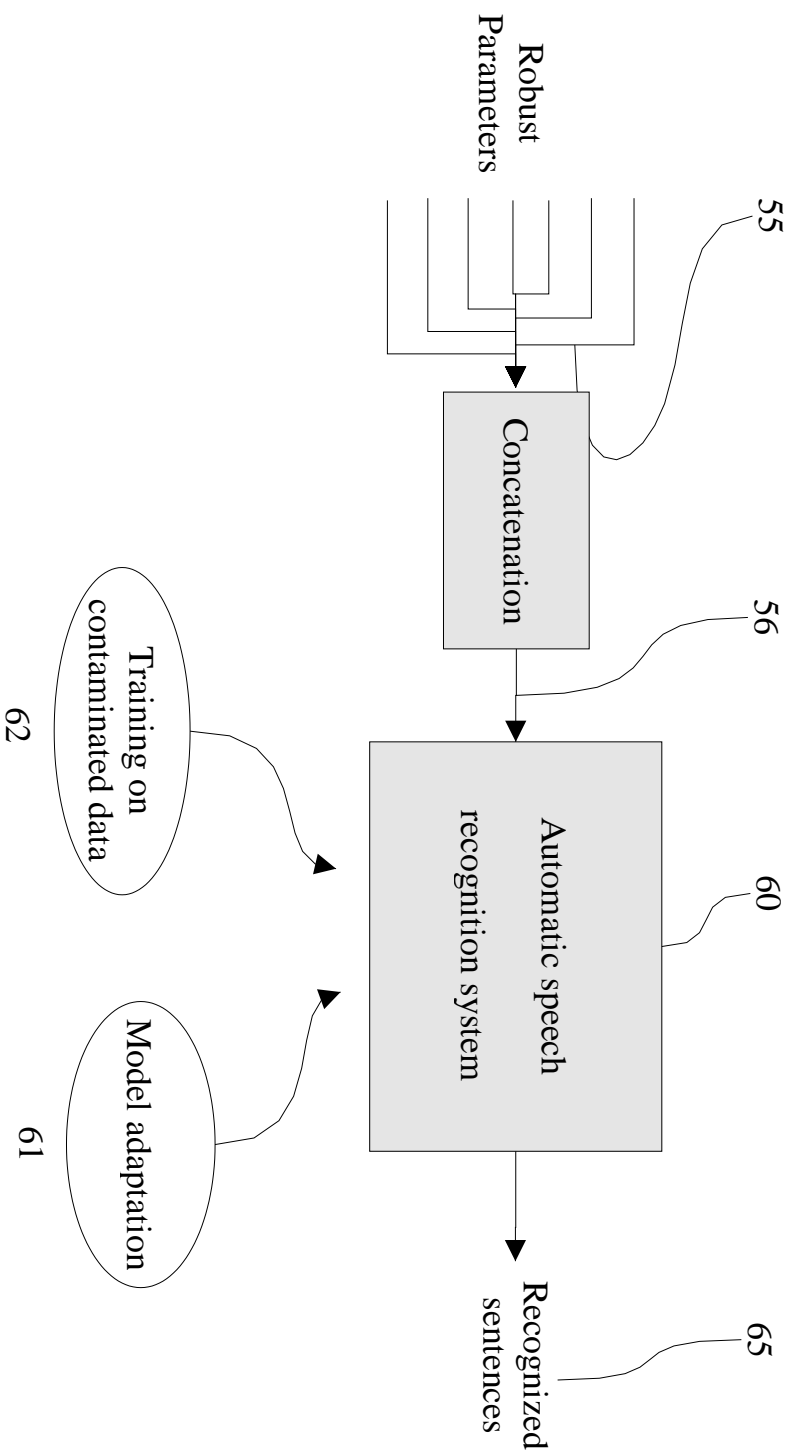 55
56
60
65
Robust
Parameters
Concatenation
Automatic speech
recognition system
Recognized
sentences
Training on
contaminated data
62
Model adaptation
61